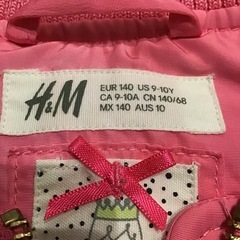 H&M
EUR 140 US 9-10Y
CA 9-10A CN 140/68
MX 140 AUS 10